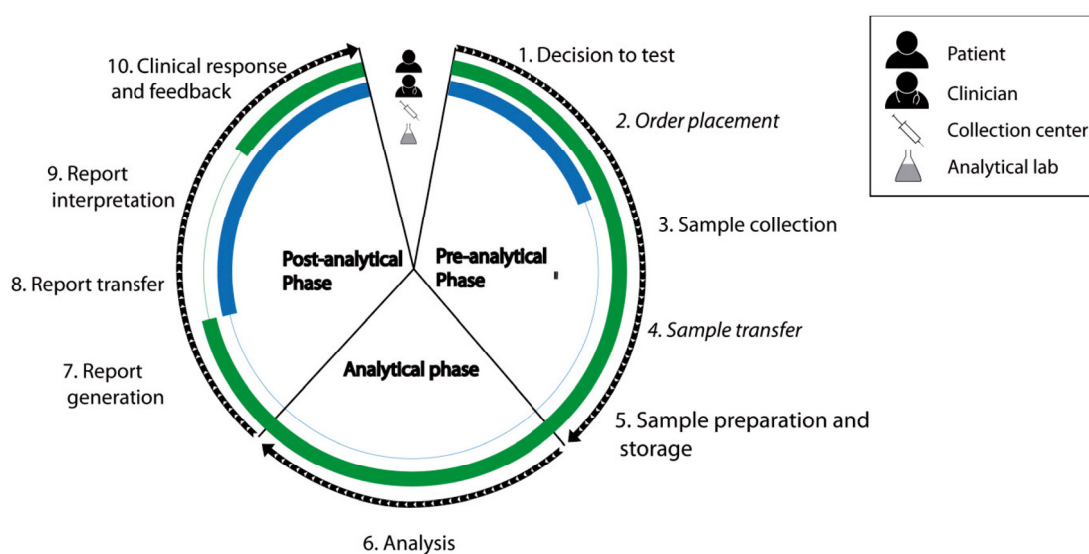 1. Decision to test
2. Order placement
3. Sample collection
4. Sample transfer
5. Sample preparation and
storage
6. Analysis
7. Report
generation
8. Report transfer
9. Report
interpretation
10. Clinical response
and feedback
Post-analytical
Phase
Pre-analytical
Phase
Analytical phase
Patient
Clinician
Collection center
Analytical lab